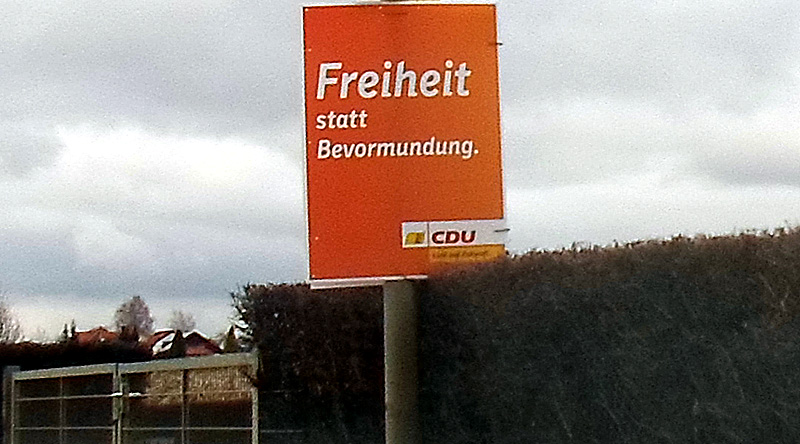 Freiheit
statt
Bevormundung.
CDU